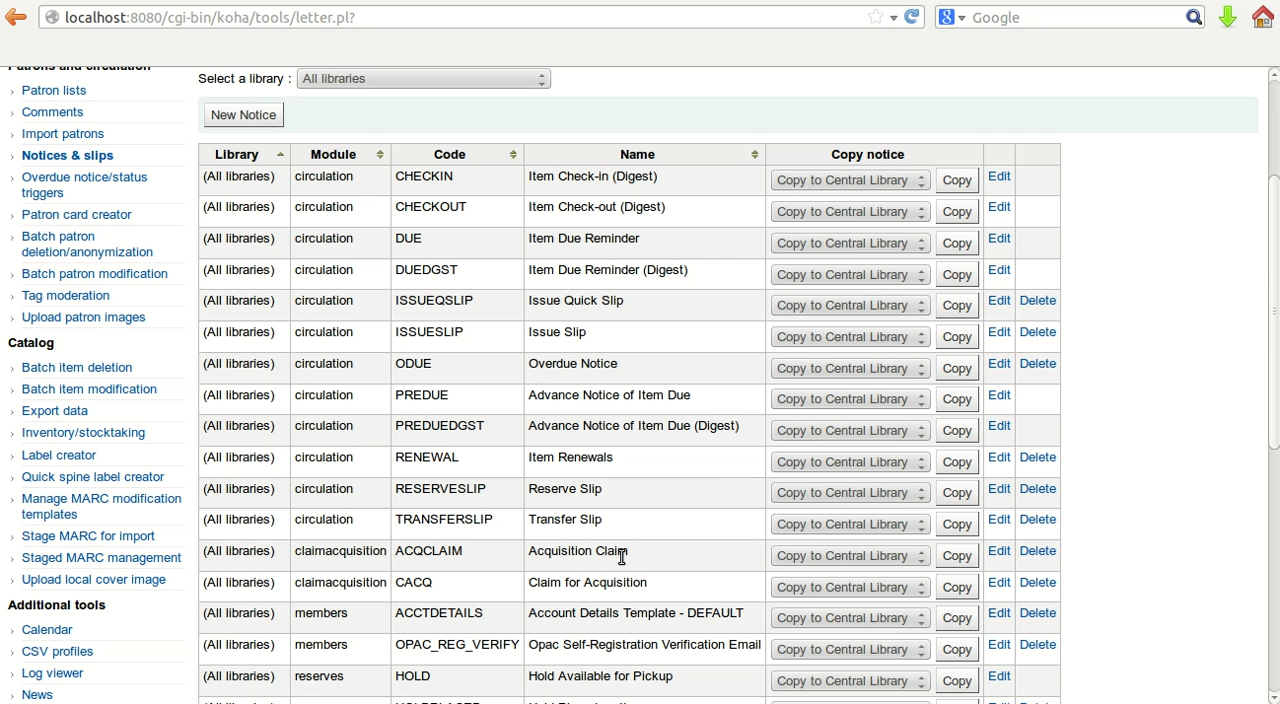 localhost:8080/cgi-bin/koha/tools/letter.pl?
Google
Patrons and circulation
Patron lists
Comments
Import patrons
Notices & slips
Overdue notice/status
triggers
Patron card creator
Batch patron
deletion/anonymization
Batch patron modification
Tag moderation
Upload patron images
Catalog
Batch item deletion
Batch item modification
Export data
Inventory/stocktaking
Label creator
Quick spine label creator
Manage MARC modification
templates
Stage MARC for import
Staged MARC management
Upload local cover image
Additional tools
Calendar
CSV profiles
Log viewer
News
Select a library : All libraries
New Notice
Library Module Code Name Copy notice
(All libraries) circulation CHECKIN Item Check-in (Digest) Copy to Central Library Copy Edit
(All libraries) circulation CHECKOUT Item Check-out (Digest) Copy to Central Library Copy Edit
(All libraries) circulation DUE Item Due Reminder Copy to Central Library Copy Edit
(All libraries) circulation DUEDGST Item Due Reminder (Digest) Copy to Central Library Copy Edit
(All libraries) circulation ISSUEQSLIP Issue Quick Slip Copy to Central Library Copy Edit Delete
(All libraries) circulation ISSUESLIP Issue Slip Copy to Central Library Copy Edit Delete
(All libraries) circulation ODUE Overdue Notice Copy to Central Library Copy Edit Delete
(All libraries) circulation PREDUE Advance Notice of Item Due Copy to Central Library Copy Edit
(All libraries) circulation PREDUEDGST Advance Notice of Item Due (Digest) Copy to Central Library Copy Edit
(All libraries) circulation RENEWAL Item Renewals Copy to Central Library Copy Edit Delete
(All libraries) circulation RESERVESLIP Reserve Slip Copy to Central Library Copy Edit Delete
(All libraries) circulation TRANSFERSLIP Transfer Slip Copy to Central Library Copy Edit Delete
(All libraries) claimacquisition ACQCLAIM Acquisition Claim Copy to Central Library Copy Edit Delete
(All libraries) claimacquisition CACQ Claim for Acquisition Copy to Central Library Copy Edit Delete
(All libraries) members ACCTDETAILS Account Details Template - DEFAULT Copy to Central Library Copy Edit Delete
(All libraries) members OPAC_REG_VERIFY Opac Self-Registration Verification Email Copy to Central Library Copy Edit Delete
(All libraries) reserves HOLD Hold Available for Pickup Copy to Central Library Copy Edit